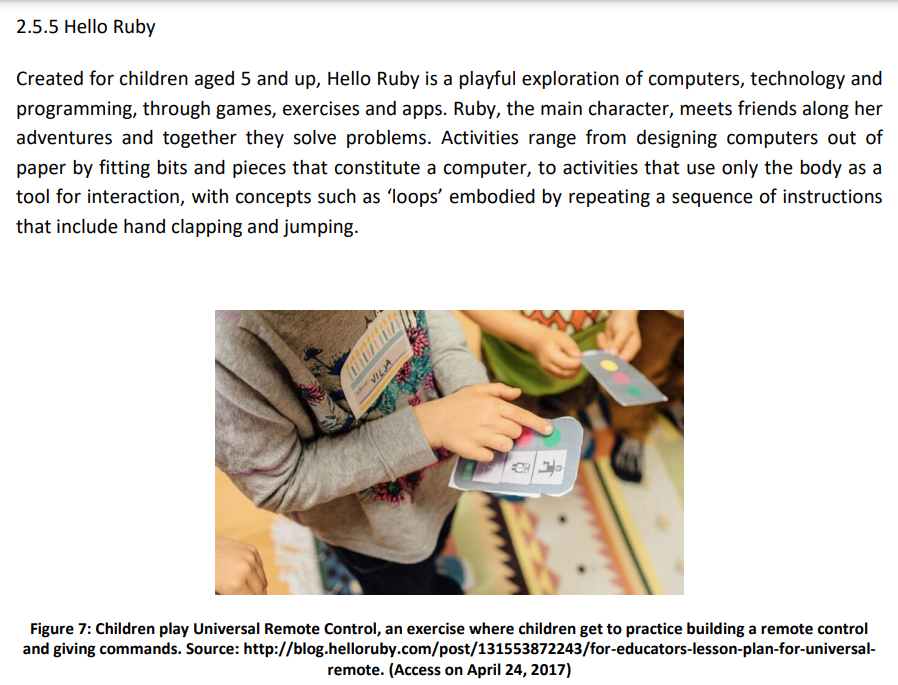 2.5.5 Hello Ruby
Created for children aged 5 and up, Hello Ruby is a playful exploration of computers, technology and
programming, through games, exercises and apps. Ruby, the main character, meets friends along her
adventures and together they solve problems. Activities range from designing computers out of
paper by fitting bits and pieces that constitute a computer, to activities that use only the body as a
tool for interaction, with concepts such as ‘loops’ embodied by repeating a sequence of instructions
that include hand clapping and jumping.
VILJA
Figure 7: Children play Universal Remote Control, an exercise where children get to practice building a remote control
and giving commands. Source: http://blog.helloruby.com/post/131553872243/for-educators-lesson-plan-for-universal-
remote. (Access on April 24, 2017)